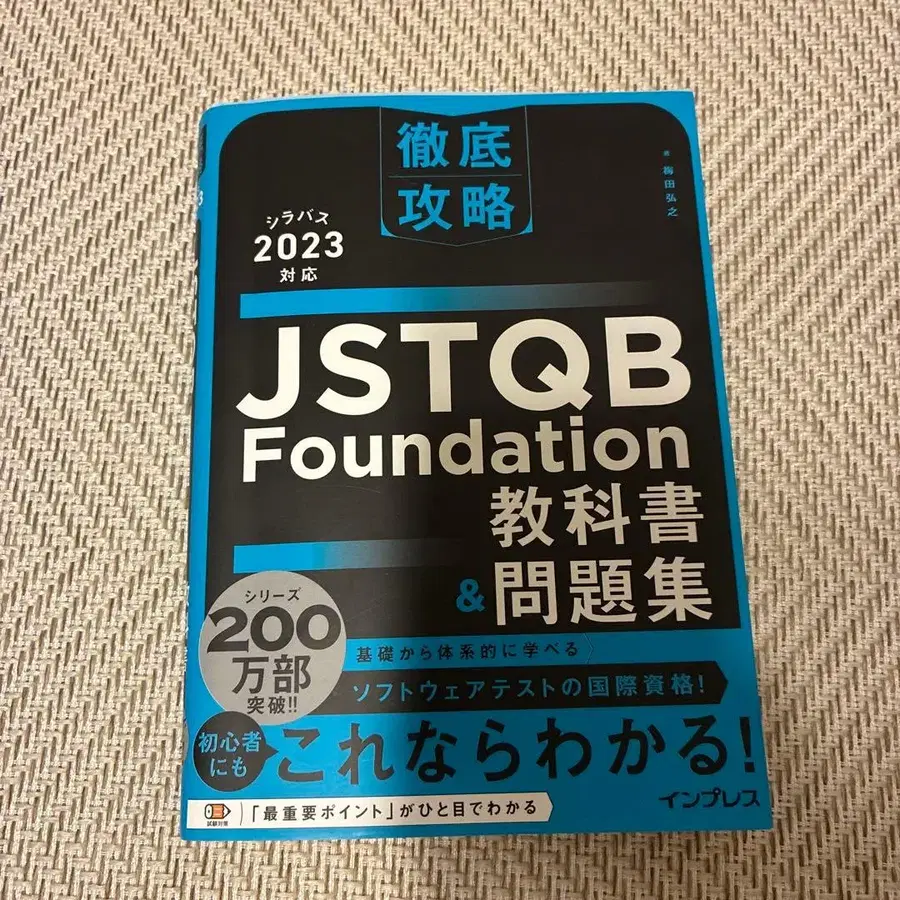 徹底
攻略
著 梅田弘之
シラバス
2023
対応
JSTQB
Foundation
教科書
&問題集
シリーズ
200
万部
突破!!
基礎から体系的に学べる
ソフトウェアテストの国際資格!
初心者
にも
これならわかる!
試験対策
「最重要ポイント」がひと目でわかる
インプレス